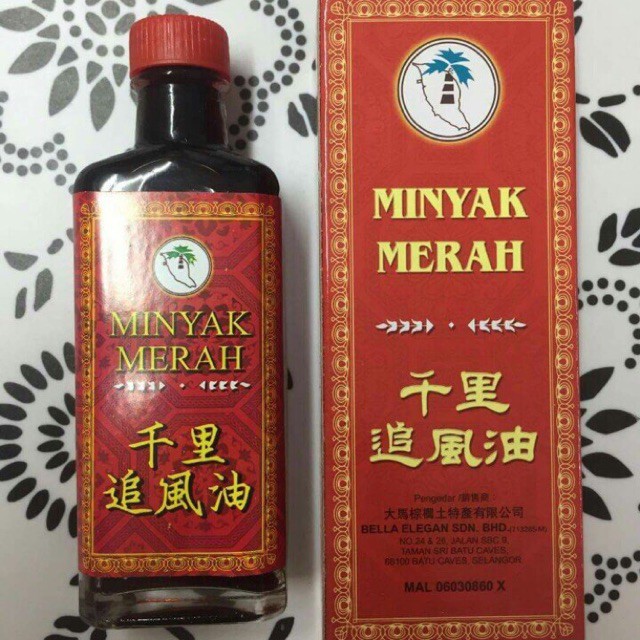 MINYAK
MERAH
千里
追風油
MINYAK
MERAH
千里
追風油
Pengedar /銷售商
大馬棕櫚土特產有限公司
BELLA ELEGAN SDN. BHD.
NO.24 & 26, JALAN SBC 8,
TAMAN SRI BATU CAVES,
68100 BATU CAVES, SELANGOR
MAL 06030860 X